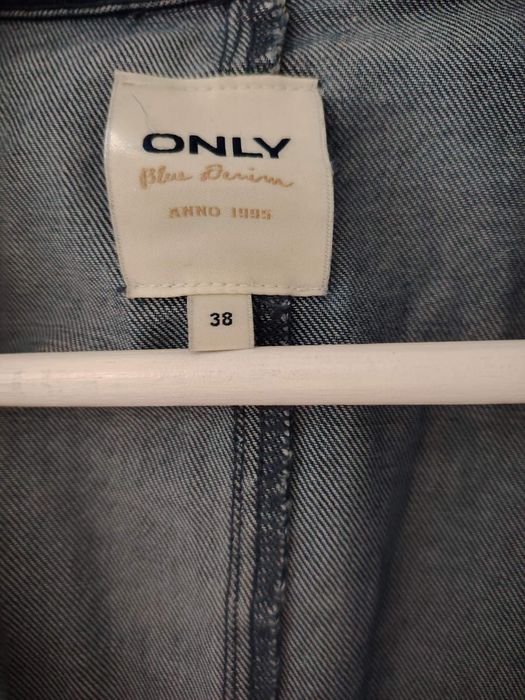 ONLY
Blue Denim
ANNO 1995
38